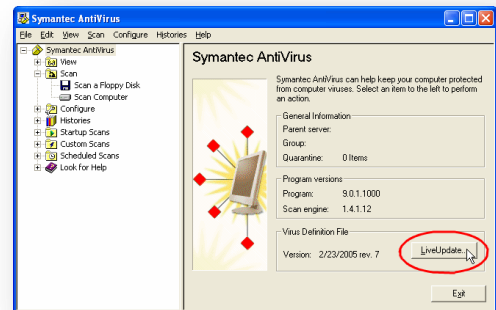 Symantec AntiVirus
File Edit View Scan Configure Histories Help
Symantec AntiVirus
View
Scan
Scan a Floppy Disk
Scan Computer
Configure
Histories
Startup Scans
Custom Scans
Scheduled Scans
Look for Help
Symantec AntiVirus
Symantec AntiVirus can help keep your computer protected
from computer viruses. Select an item to the left to perform
an action.
General Information
Parent server:
Group:
Quarantine: 0 Items
Program versions
Program: 9.0.1.1000
Scan engine: 1.4.1.12
Virus Definition File
Version: 2/23/2005 rev. 7
LiveUpdate...
Exit